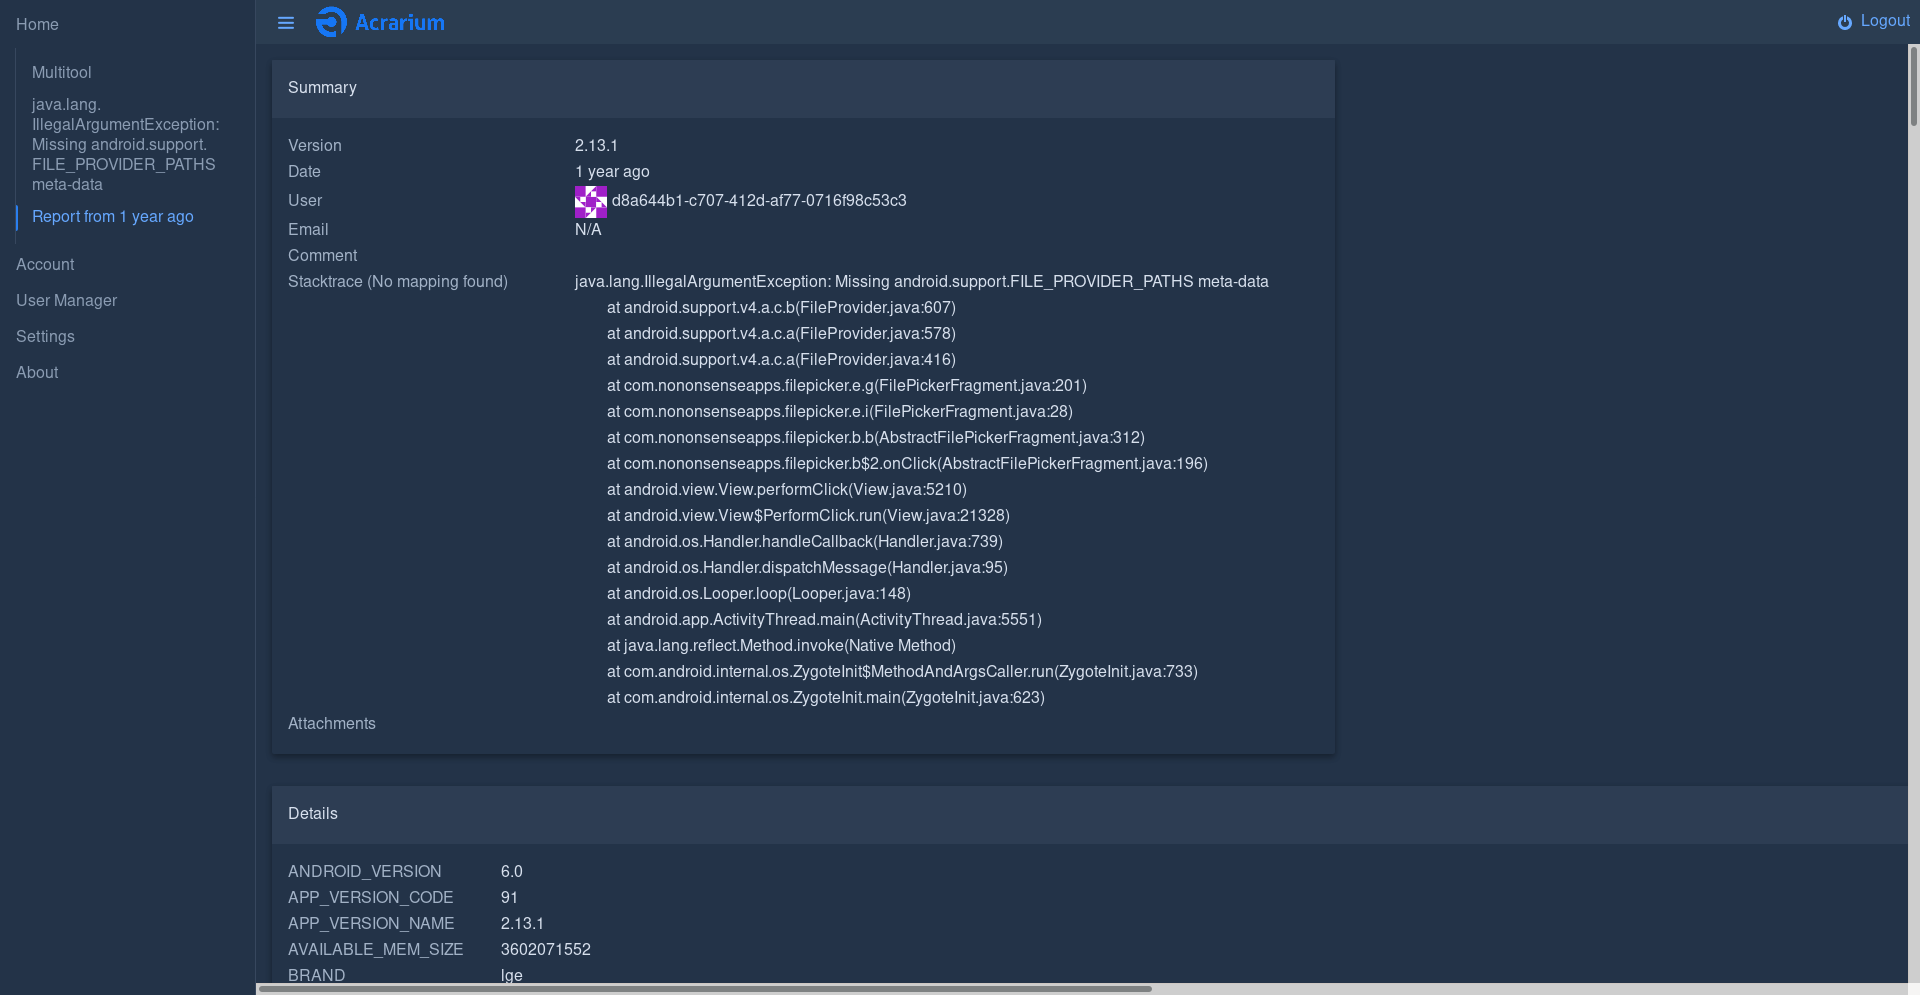 Home
Multitool
java.lang.
IllegalArgumentException:
Missing android.support.
FILE_PROVIDER_PATHS
meta-data
Report from 1 year ago
Account
User Manager
Settings
About
Acrarium
Logout
Summary
Version 2.13.1
Date 1 year ago
User d8a644b1-c707-412d-af77-0716f98c53c3
Email N/A
Comment
Stacktrace (No mapping found) java.lang.IllegalArgumentException: Missing android.support.FILE_PROVIDER_PATHS meta-data
at android.support.v4.a.c.b(FileProvider.java:607)
at android.support.v4.a.c.a(FileProvider.java:578)
at android.support.v4.a.c.a(FileProvider.java:416)
at com.nononsenseapps.filepicker.e.g(FilePickerFragment.java:201)
at com.nononsenseapps.filepicker.e.i(FilePickerFragment.java:28)
at com.nononsenseapps.filepicker.b.b(AbstractFilePickerFragment.java:312)
at com.nononsenseapps.filepicker.b$2.onClick(AbstractFilePickerFragment.java:196)
at android.view.View.performClick(View.java:5210)
at android.view.View$PerformClick.run(View.java:21328)
at android.os.Handler.handleCallback(Handler.java:739)
at android.os.Handler.dispatchMessage(Handler.java:95)
at android.os.Looper.loop(Looper.java:148)
at android.app.ActivityThread.main(ActivityThread.java:5551)
at java.lang.reflect.Method.invoke(Native Method)
at com.android.internal.os.ZygoteInit$MethodAndArgsCaller.run(ZygoteInit.java:733)
at com.android.internal.os.ZygoteInit.main(ZygoteInit.java:623)
Attachments
Details
ANDROID_VERSION 6.0
APP_VERSION_CODE 91
APP_VERSION_NAME 2.13.1
AVAILABLE_MEM_SIZE 3602071552
BRAND lge